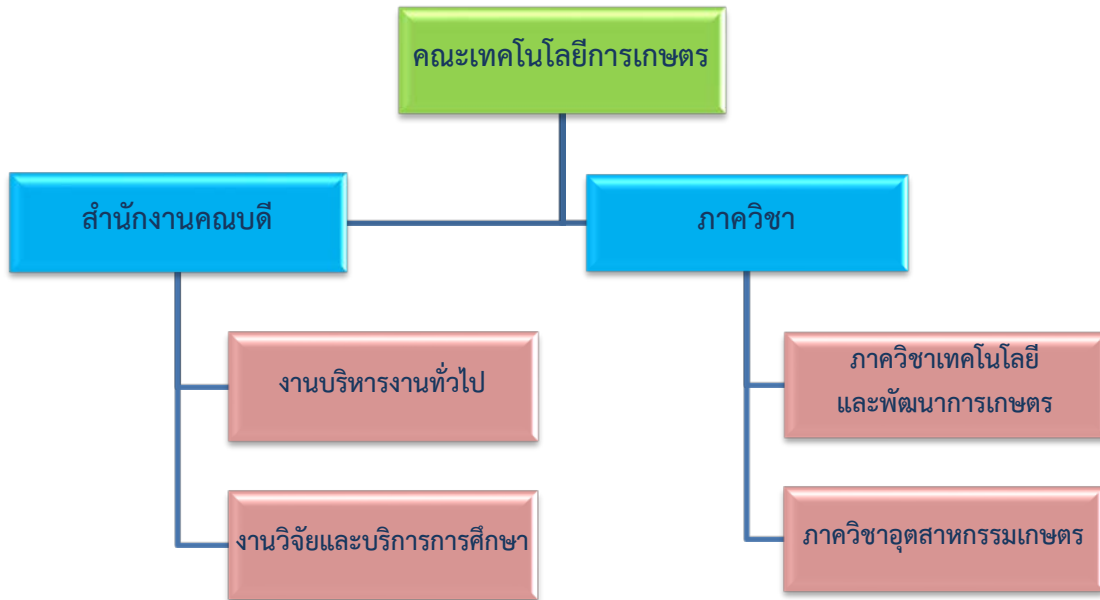 คณะเทคโนโลยีการเกษตร
สำนักงานคณบดี
ภาควิชา
งานบริหารงานทั่วไป
งานวิจัยและบริการการศึกษา
ภาควิชาเทคโนโลยี
และพัฒนาการเกษตร
ภาควิชาอุตสาหกรรมเกษตร